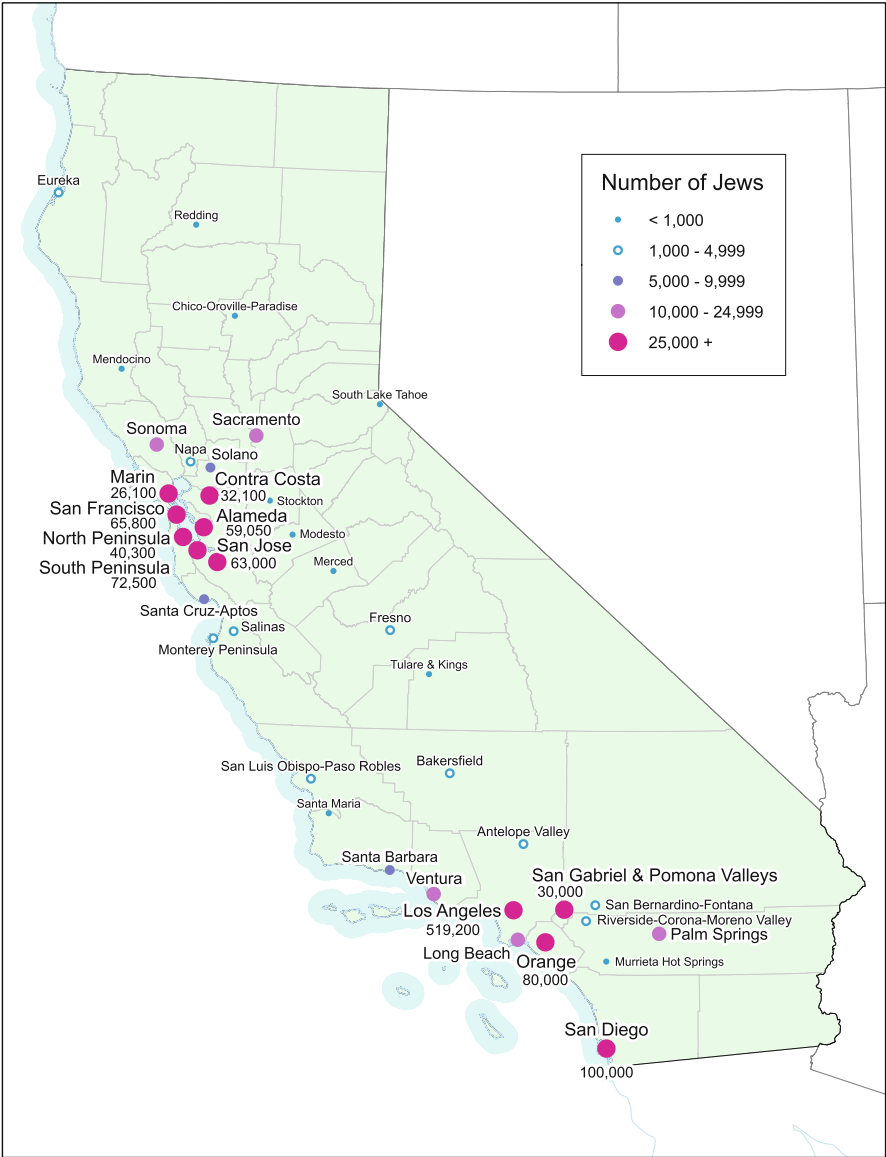 Number of Jews
< 1,000
1,000 - 4,999
5,000 - 9,999
10,000 - 24,999
25,000 +
Eureka
Redding
Chico-Oroville-Paradise
Mendocino
South Lake Tahoe
Sacramento
Sonoma
Napa
Solano
Marin
26,100
Contra Costa
32,100
Stockton
San Francisco
65,800
Alameda
59,050
North Peninsula
40,300
Modesto
San Jose
63,000
South Peninsula
72,500
Merced
Santa Cruz-Aptos
Salinas
Monterey Peninsula
Fresno
Tulare & Kings
San Luis Obispo-Paso Robles
Bakersfield
Santa Maria
Antelope Valley
Santa Barbara
Ventura
San Gabriel & Pomona Valleys
30,000
San Bernardino-Fontana
Los Angeles
519,200
Riverside-Corona-Moreno Valley
Palm Springs
Long Beach
Orange
80,000
Murrieta Hot Springs
San Diego
100,000